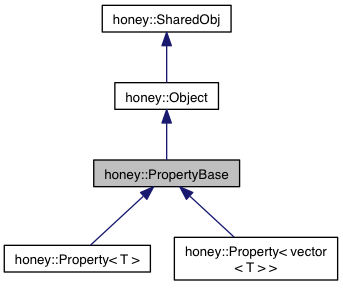 honey::SharedObj
honey::Object
honey::PropertyBase
honey::Property< T >
honey::Property< vector
< T > >